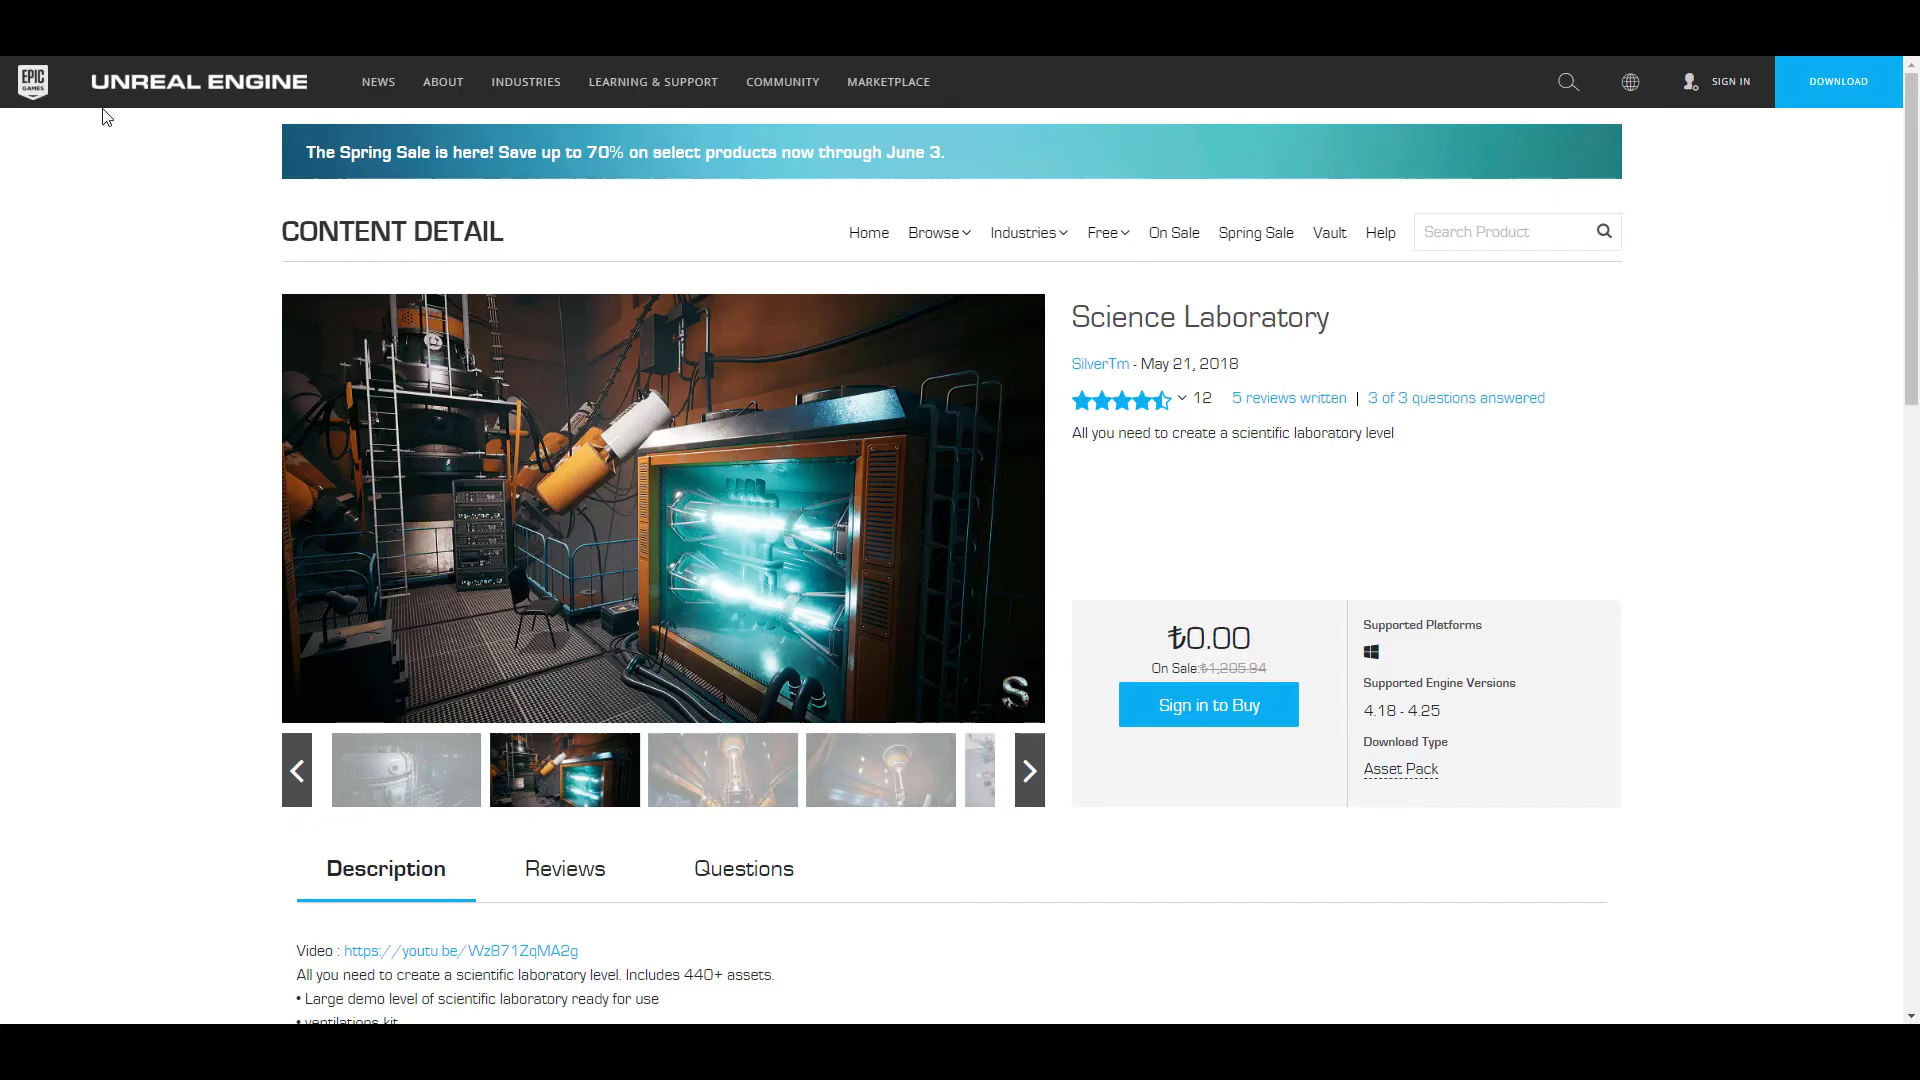 EPIC
GAMES
UNREAL ENGINE
NEWS
ABOUT
INDUSTRIES
LEARNING & SUPPORT
COMMUNITY
MARKETPLACE
SIGN IN
DOWNLOAD
The Spring Sale is here! Save up to 70% on select products now through June 3.
CONTENT DETAIL
Home
Browse
Industries
Free
On Sale
Spring Sale
Vault
Help
Search Product
Science Laboratory
SilverTm - May 21, 2018
12
5 reviews written | 3 of 3 questions answered
All you need to create a scientific laboratory level
S
₺0.00
On Sale:₺1,205.94
Sign in to Buy
Supported Platforms
Supported Engine Versions
4.18 - 4.25
Download Type
Asset Pack
Description
Reviews
Questions
Video : https://youtu.be/Wz871ZqMA2g
All you need to create a scientific laboratory level. Includes 440+ assets.
• Large demo level of scientific laboratory ready for use
• ventilations kit